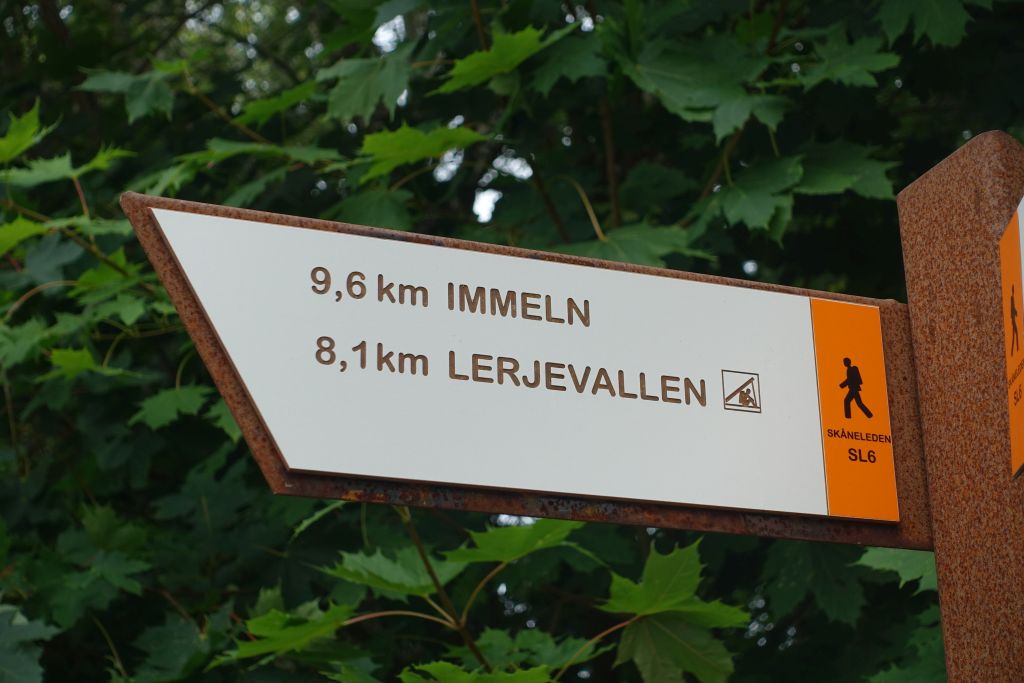 9,6 km IMMELN
8,1km LERJEVALLEN
SKÅNELEDEN
SL6